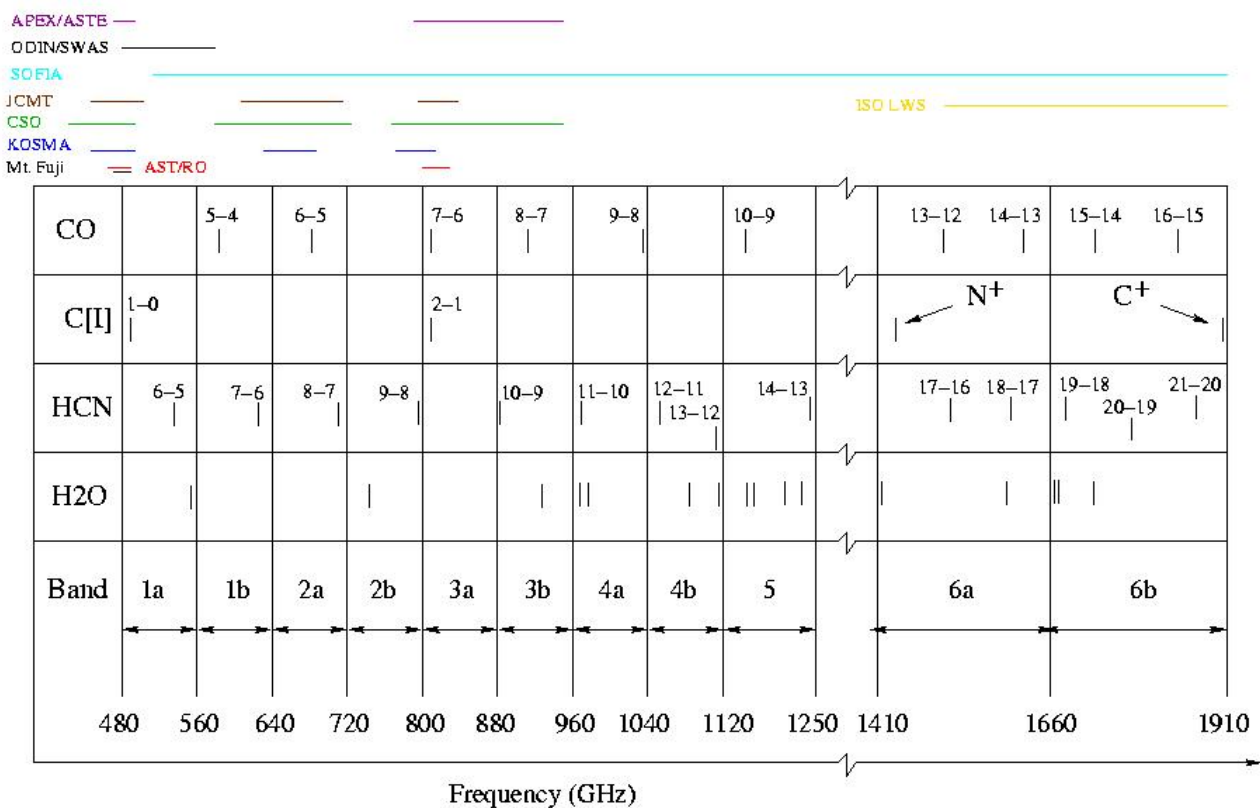 APEX/ASTE
ODIN/SWAS
SOFIA
JCMT
ISO LWS
CSO
KOSMA
Mt. Fuji AST/RO
CO 5–4 6–5 7–6 8–7 9–8 10–9 13–12 14–13 15–14 16–15
C[I] 1–0 2–1 N+ C+
HCN 6–5 7–6 8–7 9–8 10–9 11–10 12–11 13–12 14–13 17–16 18–17 19–18 20–19 21–20
H2O
Band 1a 1b 2a 2b 3a 3b 4a 4b 5 6a 6b
480 560 640 720 800 880 960 1040 1120 1250 1410 1660 1910
Frequency (GHz)